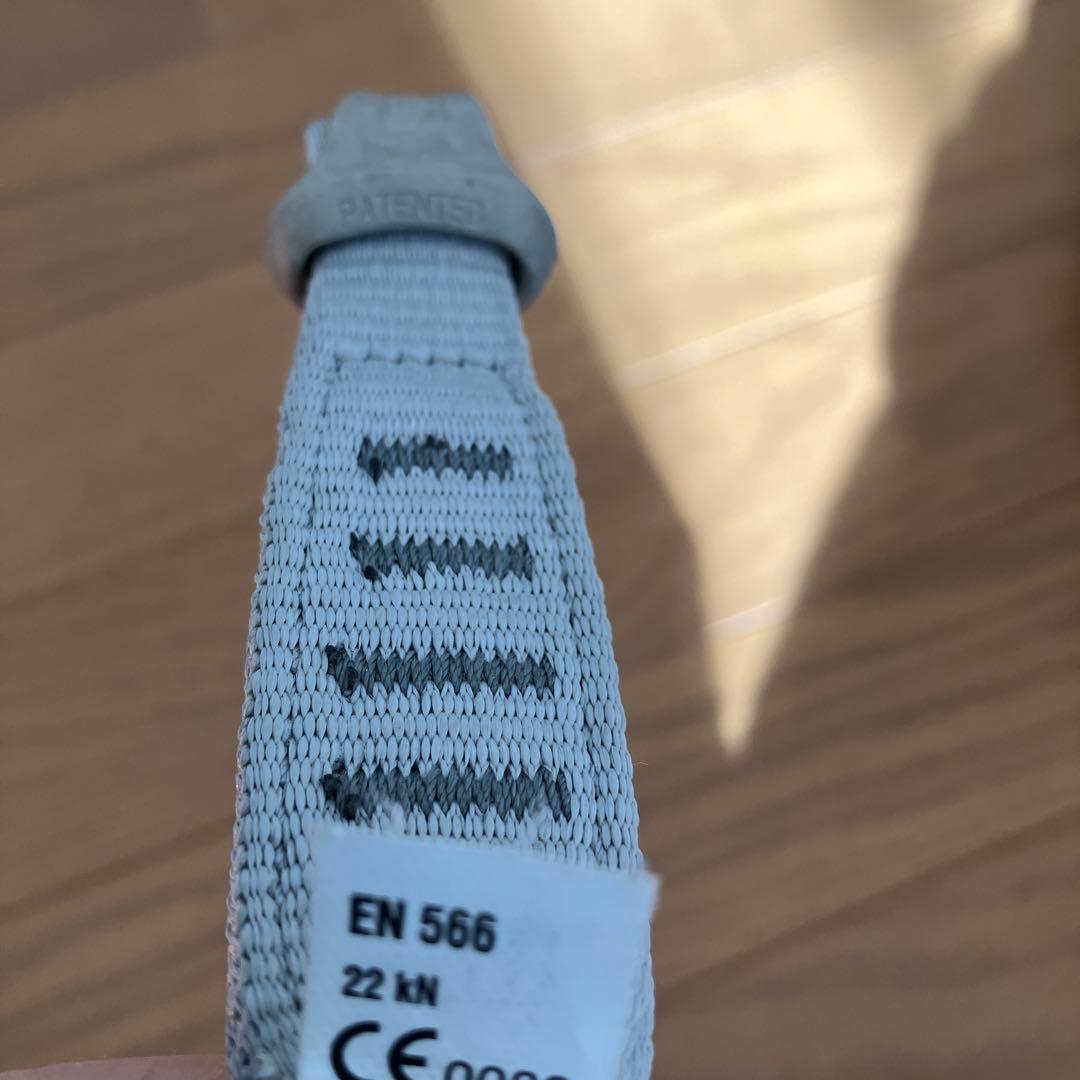 PATENTED
EN 566
22 kN
CE